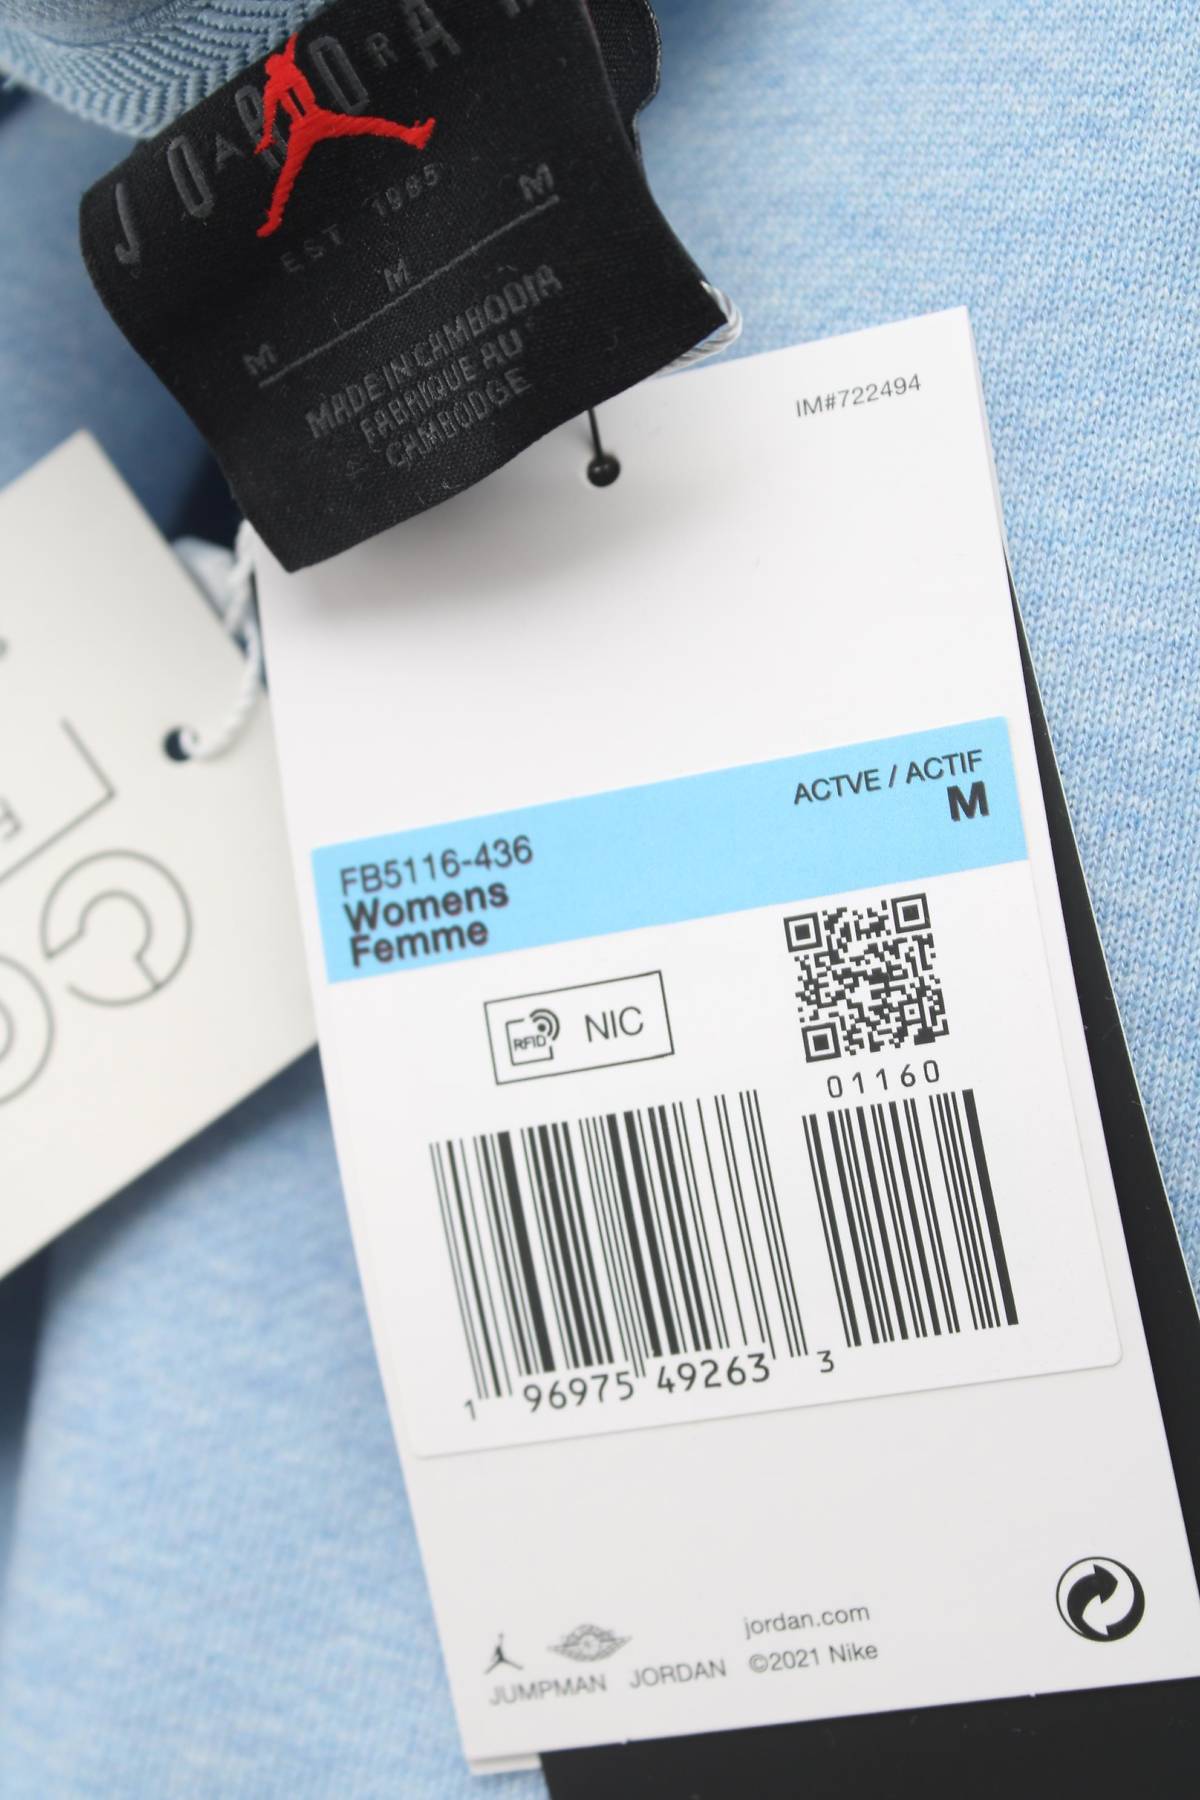 JORDAN
EST 1985
M M M
MADE IN CAMBODIA
FABRIQUE AU
CAMBODGE
IM#722494
ACTVE / ACTIF
M
FB5116-436
Womens
Femme
RFID NIC
01160
1 96975 49263 3
jordan.com
JUMPMAN JORDAN ©2021 Nike